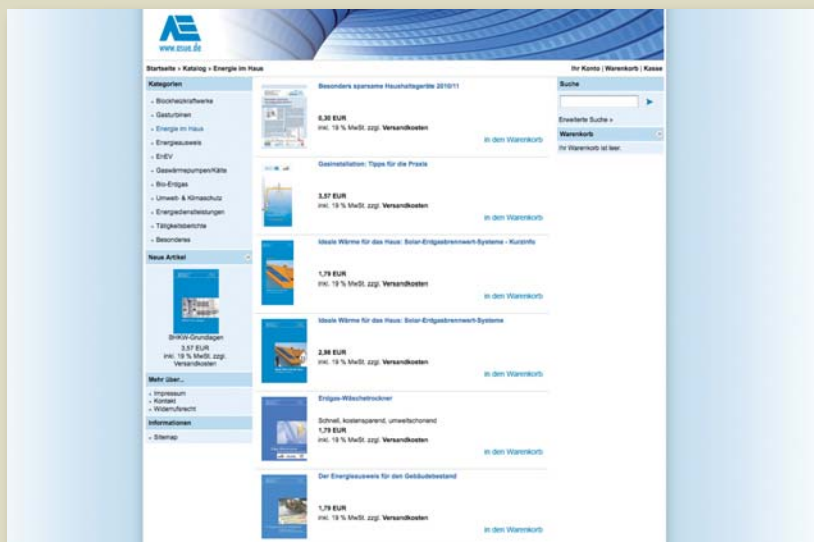 www.asue.de
Startseite » Katalog » Energie im Haus
Ihr Konto | Warenkorb | Kasse
Kategorien
Blockheizkraftwerke
Gasturbinen
Energie im Haus
Energieausweis
EnEV
Gaswärmepumpen/Kälte
Bio-Erdgas
Umwelt- & Klimaschutz
Energiedienstleistungen
Tätigkeitsberichte
Besonderes
Neue Artikel
BHKW-Grundlagen
3,57 EUR
inkl. 19 % MwSt. zzgl.
Versandkosten
Mehr über...
Impressum
Kontakt
Widerrufsrecht
Informationen
Sitemap
Besonders sparsame Haushaltsgeräte 2010/11
0,30 EUR
inkl. 19 % MwSt. zzgl. Versandkosten
in den Warenkorb
Gasinstallation: Tipps für die Praxis
3,57 EUR
inkl. 19 % MwSt. zzgl. Versandkosten
in den Warenkorb
Ideale Wärme für das Haus: Solar-Erdgasbrennwert-Systeme - Kurzinfo
1,79 EUR
inkl. 19 % MwSt. zzgl. Versandkosten
in den Warenkorb
Ideale Wärme für das Haus: Solar-Erdgasbrennwert-Systeme
2,98 EUR
inkl. 19 % MwSt. zzgl. Versandkosten
in den Warenkorb
Erdgas-Wäschetrockner
Schnell, kostensparend, umweltschonend
1,79 EUR
inkl. 19 % MwSt. zzgl. Versandkosten
in den Warenkorb
Der Energieausweis für den Gebäudebestand
1,79 EUR
inkl. 19 % MwSt. zzgl. Versandkosten
in den Warenkorb
Suche
Erweiterte Suche »
Warenkorb
Ihr Warenkorb ist leer.